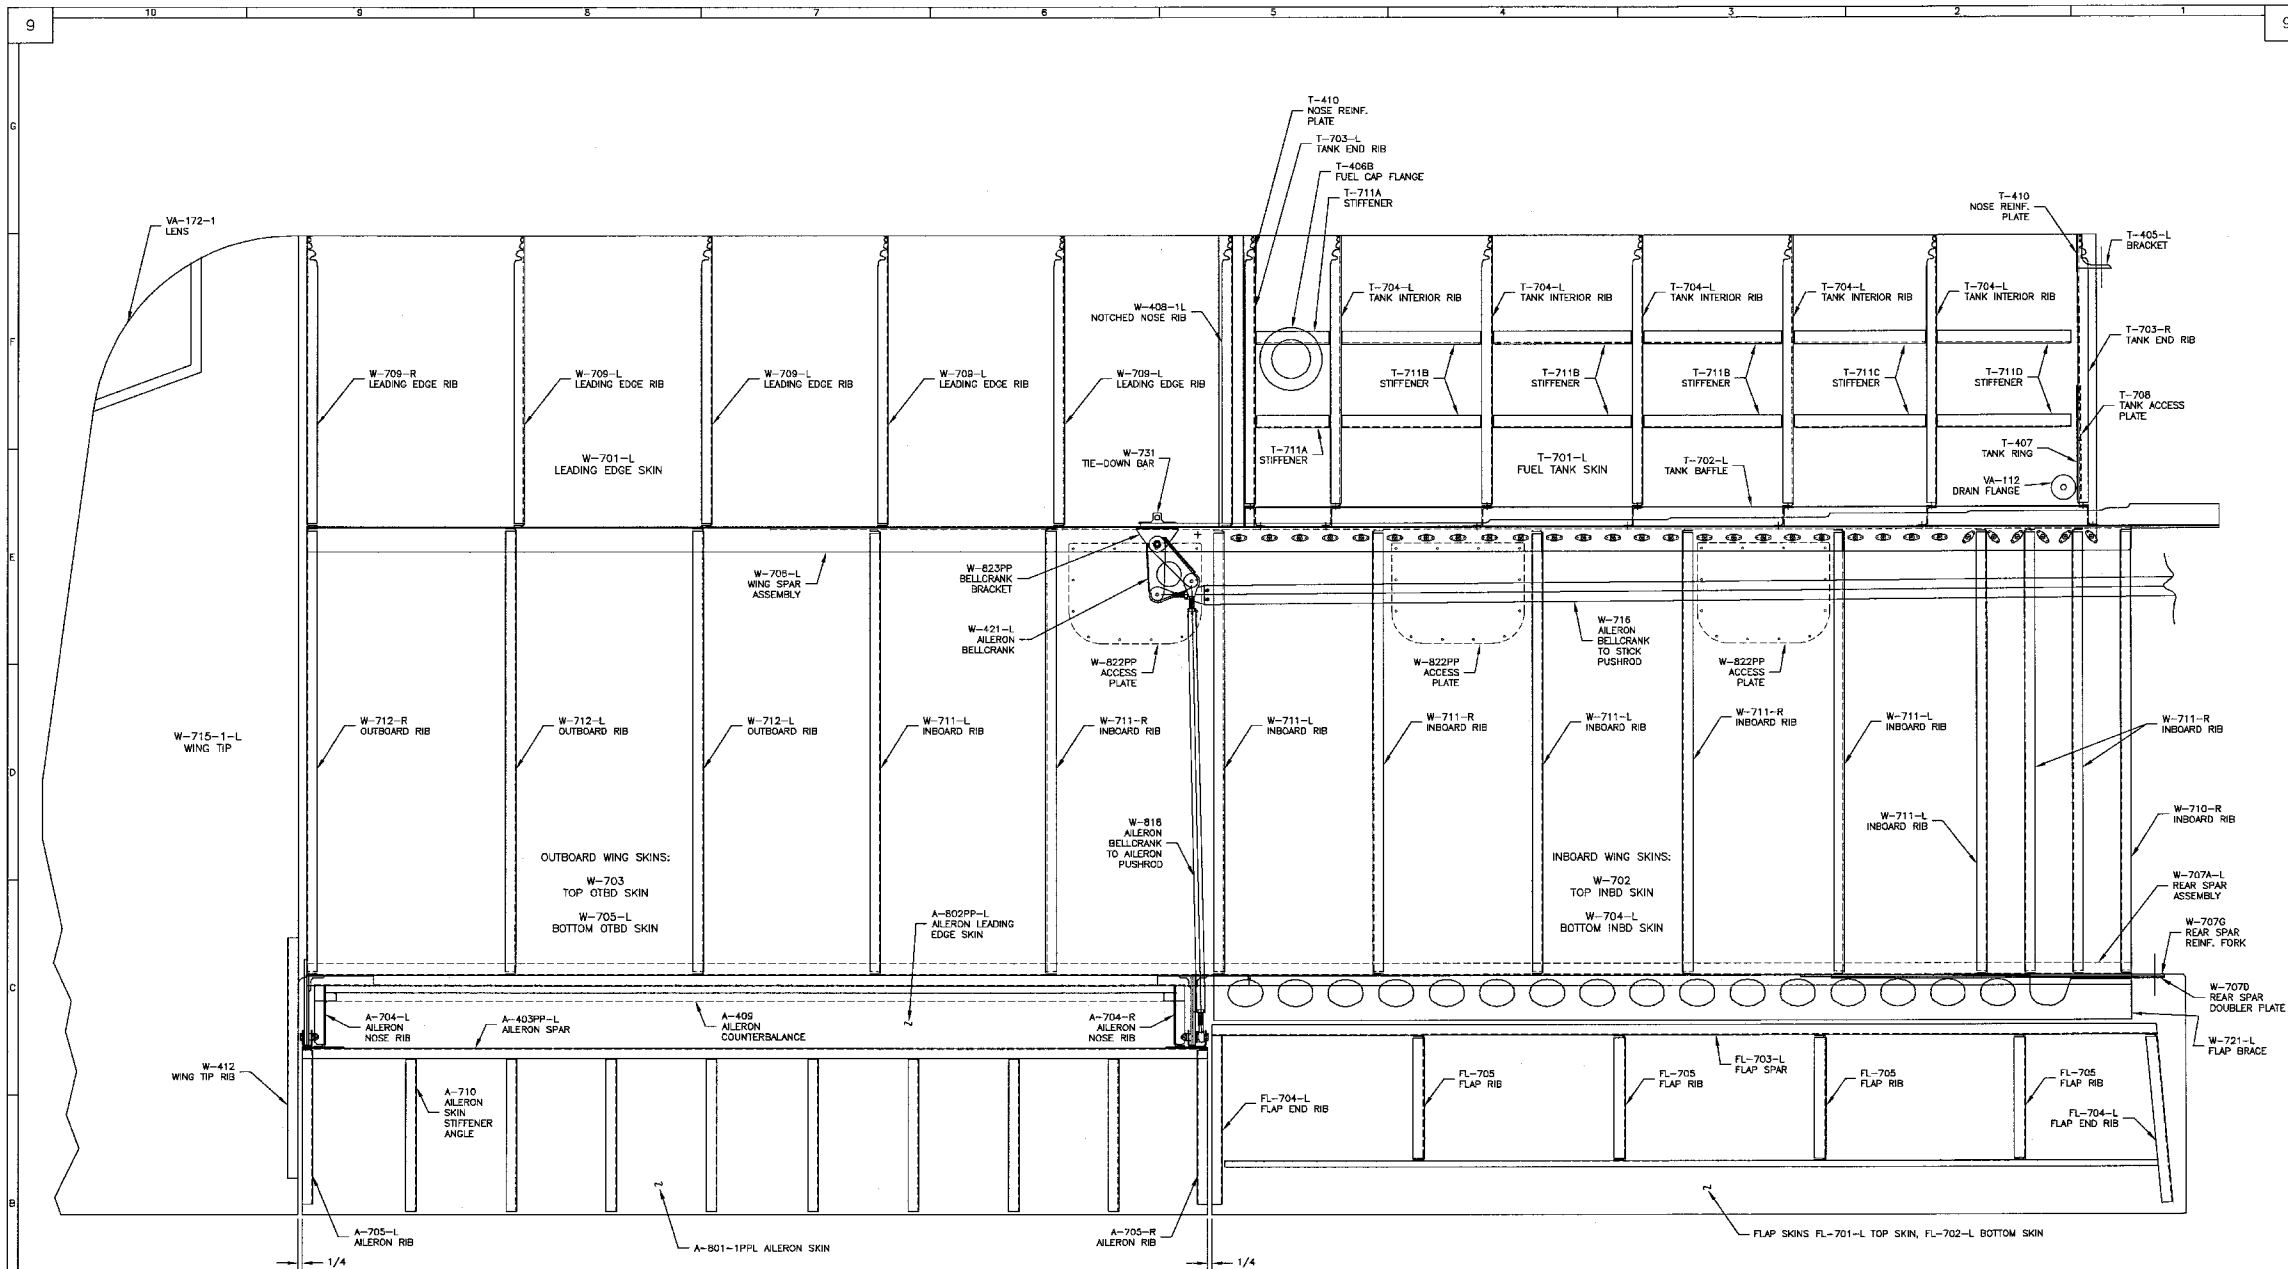 10
9
8
7
6
5
4
3
2
1
9
9
G
F
E
D
C
B
T-410
NOSE REINF.
PLATE
T-703-L
TANK END RIB
T-406B
FUEL CAP FLANGE
T-711A
STIFFENER
VA-172-1
LENS
T-410
NOSE REINF.
PLATE
T-405-L
BRACKET
W-408-1L
NOTCHED NOSE RIB
T-704-L
TANK INTERIOR RIB
T-704-L
TANK INTERIOR RIB
T-704-L
TANK INTERIOR RIB
T-704-L
TANK INTERIOR RIB
T-704-L
TANK INTERIOR RIB
T-703-R
TANK END RIB
W-709-R
LEADING EDGE RIB
W-709-L
LEADING EDGE RIB
W-709-L
LEADING EDGE RIB
W-709-L
LEADING EDGE RIB
W-709-L
LEADING EDGE RIB
T-711B
STIFFENER
T-711B
STIFFENER
T-711B
STIFFENER
T-711C
STIFFENER
T-711D
STIFFENER
T-708
TANK ACCESS
PLATE
W-701-L
LEADING EDGE SKIN
W-731
TIE-DOWN BAR
T-711A
STIFFENER
T-701-L
FUEL TANK SKIN
T-702-L
TANK BAFFLE
T-407
TANK RING
VA-112
DRAIN FLANGE
W-706-L
WING SPAR
ASSEMBLY
W-823PP
BELLCRANK
BRACKET
W-421-L
AILERON
BELLCRANK
W-822PP
ACCESS
PLATE
W-822PP
ACCESS
PLATE
W-716
AILERON
BELLCRANK
TO STICK
PUSHROD
W-822PP
ACCESS
PLATE
W-715-1-L
WING TIP
W-712-R
OUTBOARD RIB
W-712-L
OUTBOARD RIB
W-712-L
OUTBOARD RIB
W-711-L
INBOARD RIB
W-711-R
INBOARD RIB
W-711-L
INBOARD RIB
W-711-R
INBOARD RIB
W-711-L
INBOARD RIB
W-711-R
INBOARD RIB
W-711-L
INBOARD RIB
W-711-R
INBOARD RIB
W-818
AILERON
BELLCRANK
TO AILERON
PUSHROD
W-711-L
INBOARD RIB
W-710-R
INBOARD RIB
OUTBOARD WING SKINS:
W-703
TOP OTBD SKIN
W-705-L
BOTTOM OTBD SKIN
INBOARD WING SKINS:
W-702
TOP INBD SKIN
W-704-L
BOTTOM INBD SKIN
A-802PP-L
AILERON LEADING
EDGE SKIN
W-707A-L
REAR SPAR
ASSEMBLY
W-707G
REAR SPAR
REINF. FORK
W-707D
REAR SPAR
DOUBLER PLATE
A-704-L
AILERON
NOSE RIB
A-403PP-L
AILERON SPAR
A-409
AILERON
COUNTERBALANCE
A-704-R
AILERON
NOSE RIB
W-721-L
FLAP BRACE
W-412
WING TIP RIB
A-710
AILERON
SKIN
STIFFENER
ANGLE
FL-704-L
FLAP END RIB
FL-705
FLAP RIB
FL-705
FLAP RIB
FL-703-L
FLAP SPAR
FL-705
FLAP RIB
FL-705
FLAP RIB
FL-704-L
FLAP END RIB
A-705-L
AILERON RIB
A-801-1PPL AILERON SKIN
A-705-R
AILERON RIB
FLAP SKINS FL-701-L TOP SKIN, FL-702-L BOTTOM SKIN
1/4
1/4